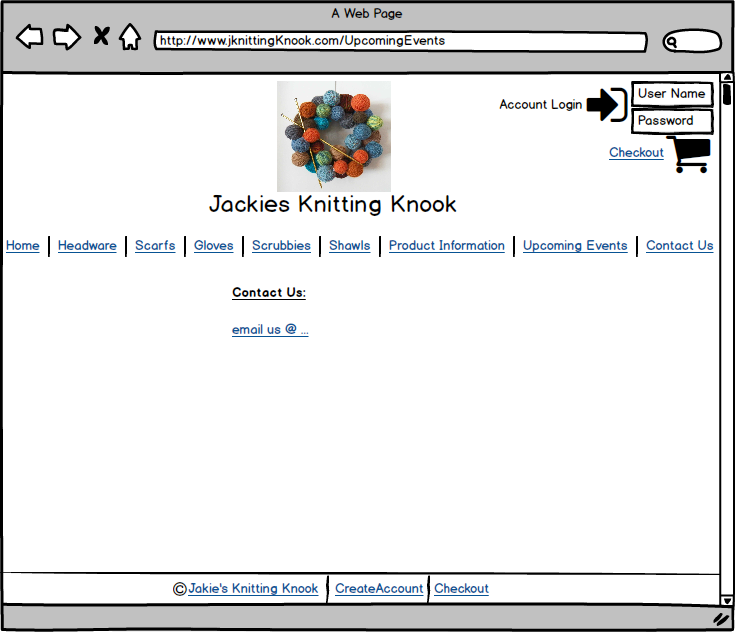 A Web Page
http://www.jknittingKnook.com/UpcomingEvents
Account Login
User Name
Password
Checkout
Jackies Knitting Knook
Home | Headware | Scarfs | Gloves | Scrubbies | Shawls | Product Information | Upcoming Events | Contact Us
Contact Us:
email us @ ...
©Jakie's Knitting Knook | CreateAccount | Checkout